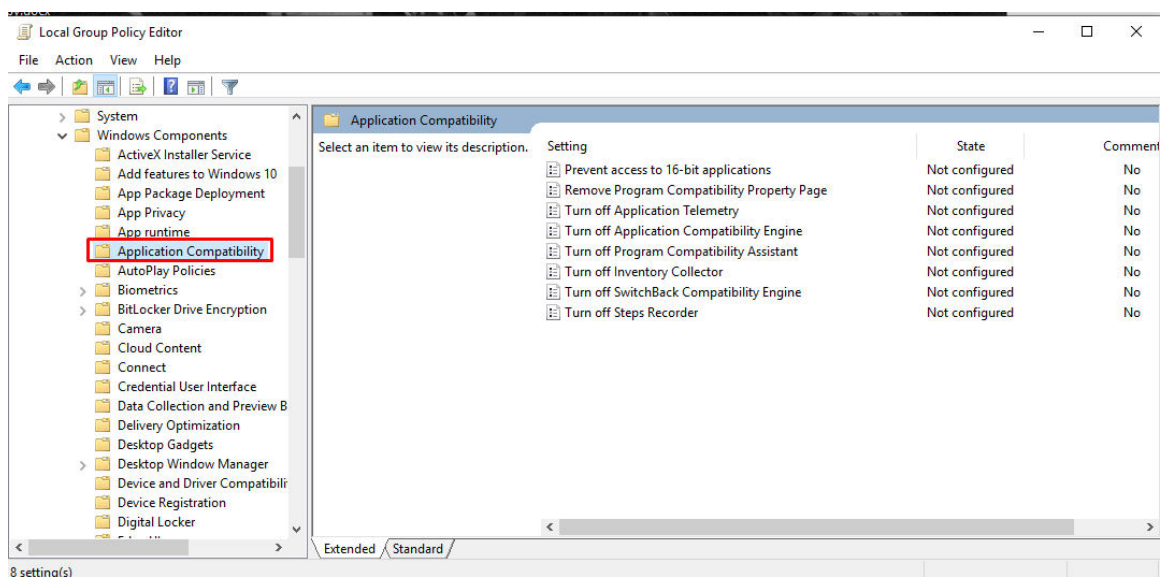 Local Group Policy Editor
File Action View Help
System
Windows Components
ActiveX Installer Service
Add features to Windows 10
App Package Deployment
App Privacy
App runtime
Application Compatibility
AutoPlay Policies
Biometrics
BitLocker Drive Encryption
Camera
Cloud Content
Connect
Credential User Interface
Data Collection and Preview B
Delivery Optimization
Desktop Gadgets
Desktop Window Manager
Device and Driver Compatibili
Device Registration
Digital Locker
Application Compatibility
Select an item to view its description.
Setting State Comment
Prevent access to 16-bit applications Not configured No
Remove Program Compatibility Property Page Not configured No
Turn off Application Telemetry Not configured No
Turn off Application Compatibility Engine Not configured No
Turn off Program Compatibility Assistant Not configured No
Turn off Inventory Collector Not configured No
Turn off SwitchBack Compatibility Engine Not configured No
Turn off Steps Recorder Not configured No
Extended Standard
8 setting(s)